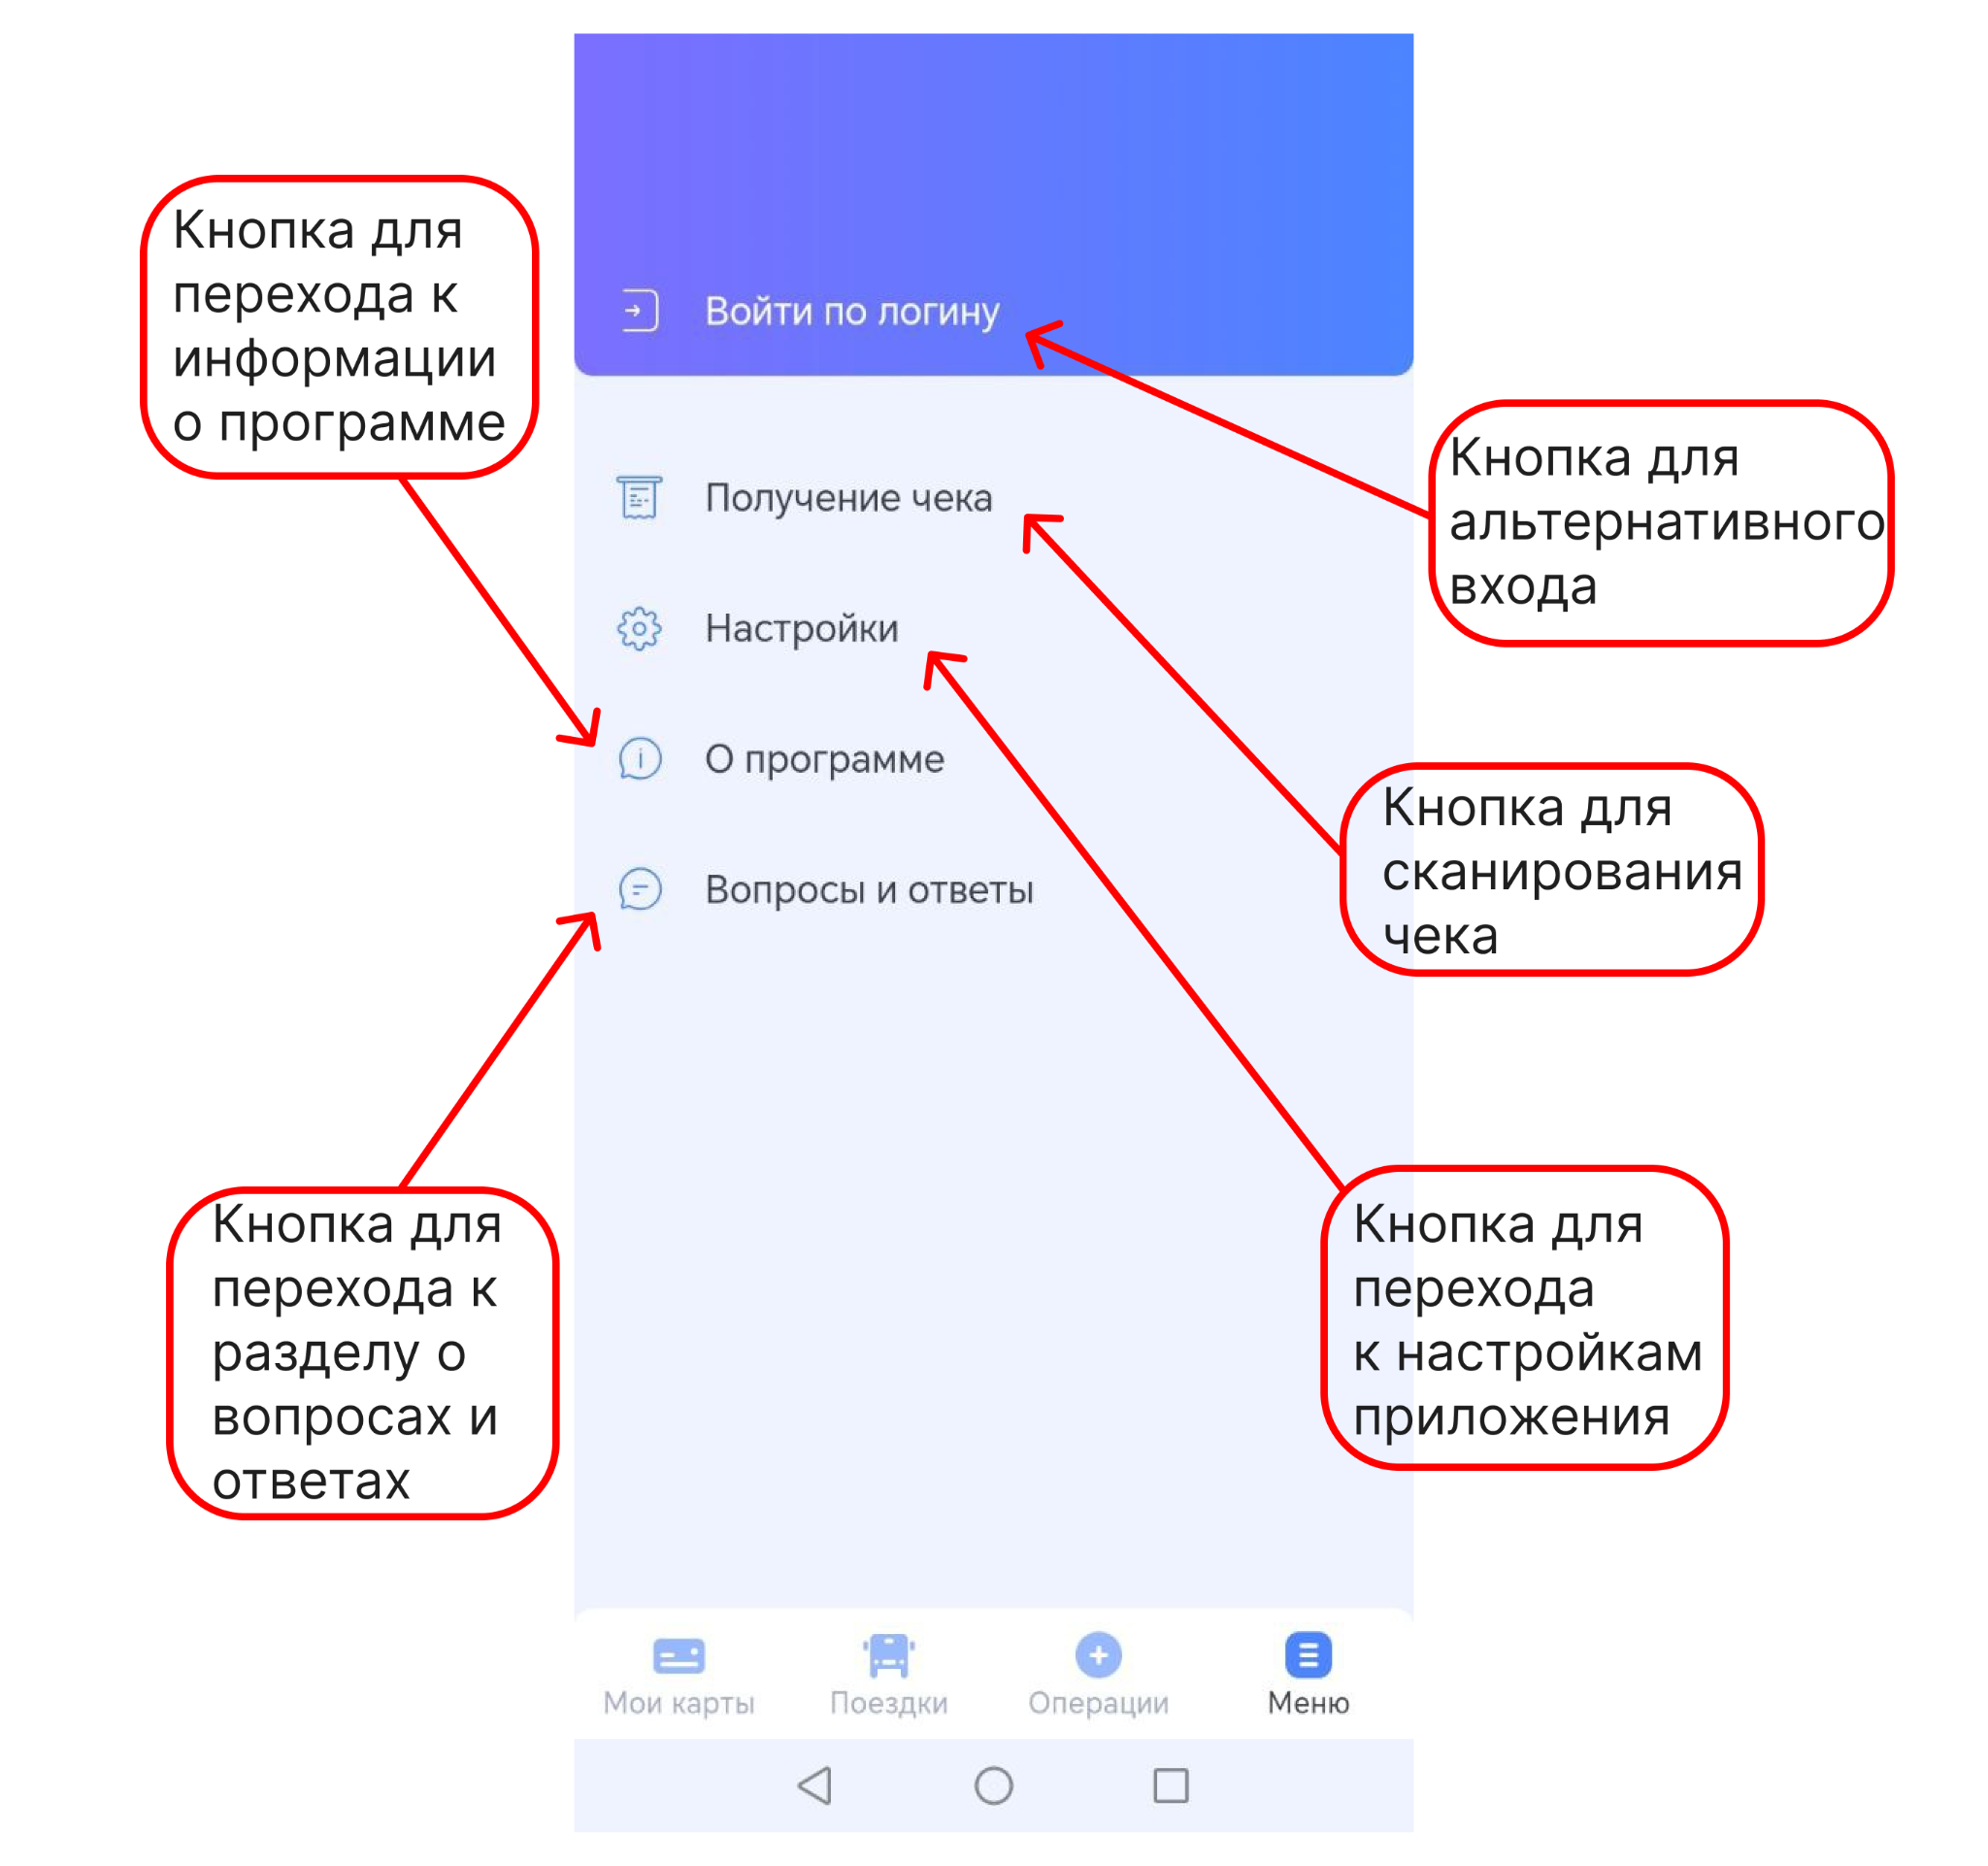 Кнопка для
перехода к
информации
о программе
Войти по логину
Кнопка для
альтернативного
входа
Получение чека
Настройки
О программе
Вопросы и ответы
Кнопка для
сканирования
чека
Кнопка для
перехода к
разделу о
вопросах и
ответах
Кнопка для
перехода
к настройкам
приложения
Мои карты
Поездки
Операции
Меню